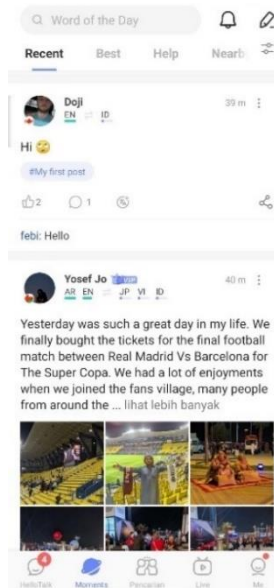 Word of the Day
Recent Best Help Nearb
Doji 39 m
EN ID
Hi
#My first post
2 1
febi: Hello
Yosef Jo VIP 40 m
AR EN JP VI ID
Yesterday was such a great day in my life. We
finally bought the tickets for the final football
match between Real Madrid Vs Barcelona for
The Super Copa. We had a lot of enjoyments
when we joined the fans village, many people
from around the ... lihat lebih banyak
4
HelloTalk Moments Pencarian Live Me